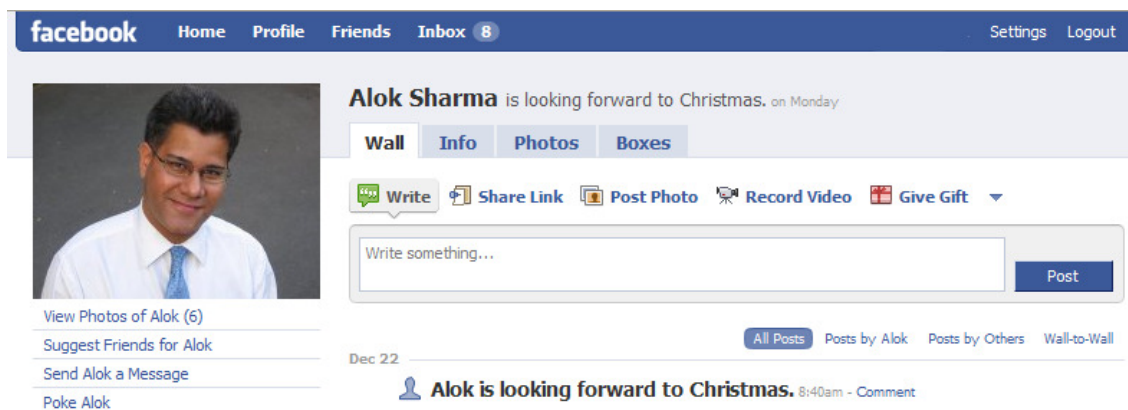 facebook Home Profile Friends Inbox 8 Settings Logout
Alok Sharma is looking forward to Christmas. on Monday
Wall Info Photos Boxes
Write Share Link Post Photo Record Video Give Gift
Write something...
Post
View Photos of Alok (6)
Suggest Friends for Alok
Send Alok a Message
Poke Alok
All Posts Posts by Alok Posts by Others Wall-to-Wall
Dec 22
Alok is looking forward to Christmas. 8:40am - Comment